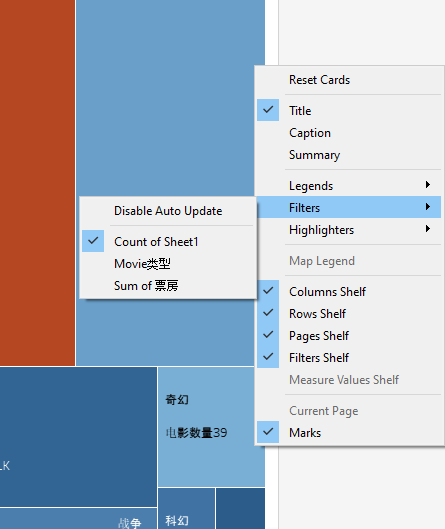 Reset Cards
Title
Caption
Summary
Legends
Filters
Highlighters
Map Legend
Columns Shelf
Rows Shelf
Pages Shelf
Filters Shelf
Measure Values Shelf
Current Page
Marks
Disable Auto Update
Count of Sheet1
Movie类型
Sum of 票房
奇幻
电影数量39
LK
战争
科幻